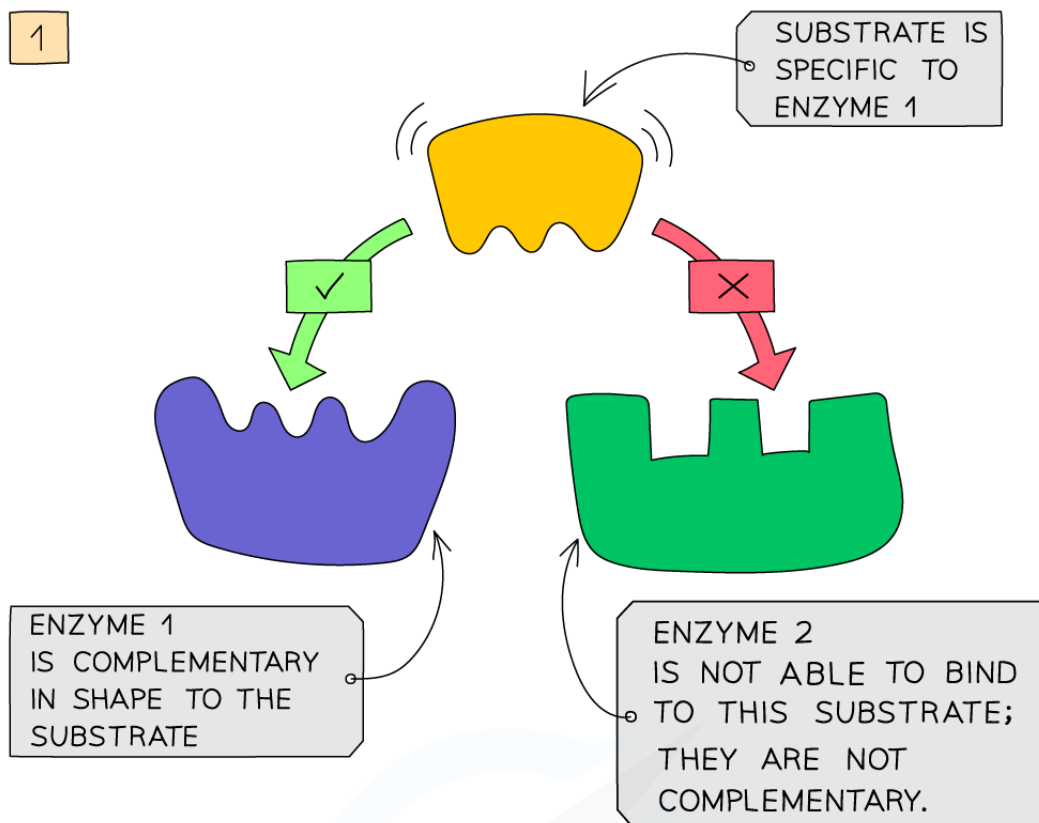 1
SUBSTRATE IS
SPECIFIC TO
ENZYME 1
ENZYME 1
IS COMPLEMENTARY
IN SHAPE TO THE
SUBSTRATE
ENZYME 2
IS NOT ABLE TO BIND
TO THIS SUBSTRATE;
THEY ARE NOT
COMPLEMENTARY.